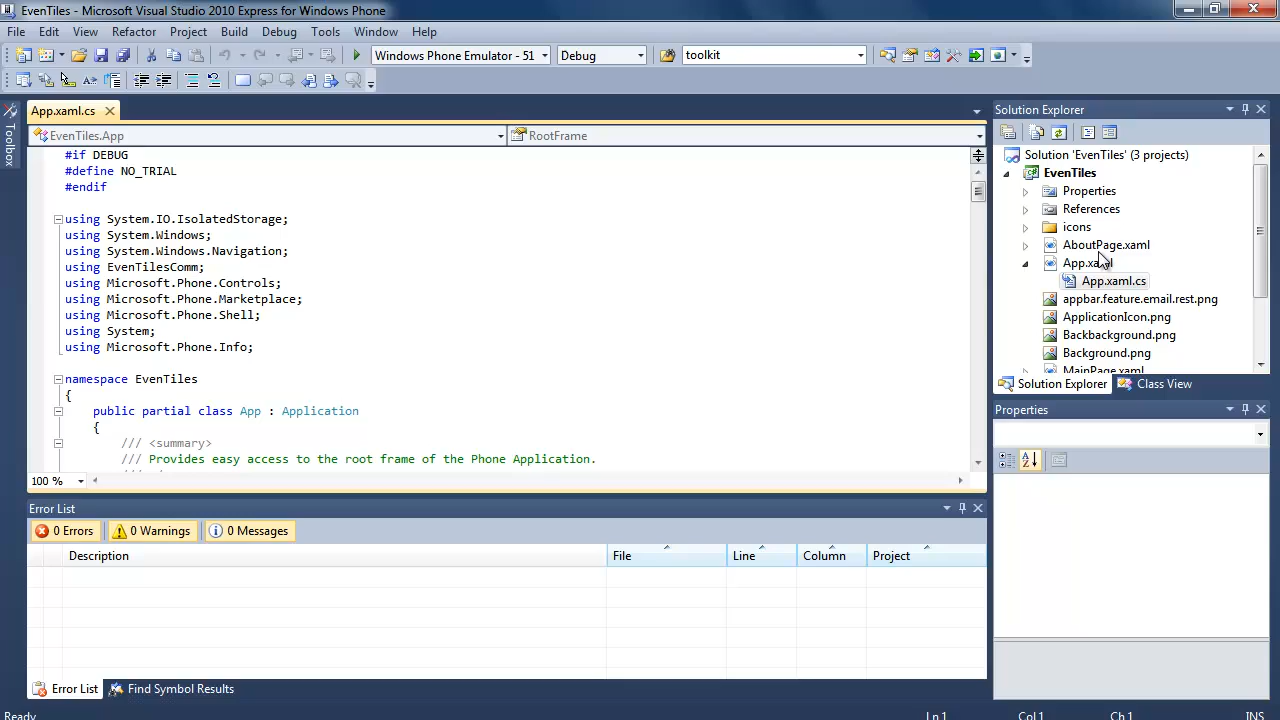 EvenTiles - Microsoft Visual Studio 2010 Express for Windows Phone
File Edit View Refactor Project Build Debug Tools Window Help
Windows Phone Emulator - 51 Debug toolkit
App.xaml.cs
Solution Explorer
Toolbox
EvenTiles.App RootFrame
#if DEBUG
#define NO_TRIAL
#endif
using System.IO.IsolatedStorage;
using System.Windows;
using System.Windows.Navigation;
using EvenTilesComm;
using Microsoft.Phone.Controls;
using Microsoft.Phone.Marketplace;
using Microsoft.Phone.Shell;
using System;
using Microsoft.Phone.Info;
namespace EvenTiles
{
public partial class App : Application
{
/// <summary>
/// Provides easy access to the root frame of the Phone Application.
100 %
Solution 'EvenTiles' (3 projects)
EvenTiles
Properties
References
icons
AboutPage.xaml
App.xaml
App.xaml.cs
appbar.feature.email.rest.png
ApplicationIcon.png
Backbackground.png
Background.png
MainPage.xaml
Solution Explorer Class View
Properties
Error List
0 Errors 0 Warnings 0 Messages
Description File Line Column Project
Error List Find Symbol Results
Ready Ln 1 Col 1 Ch 1 INS